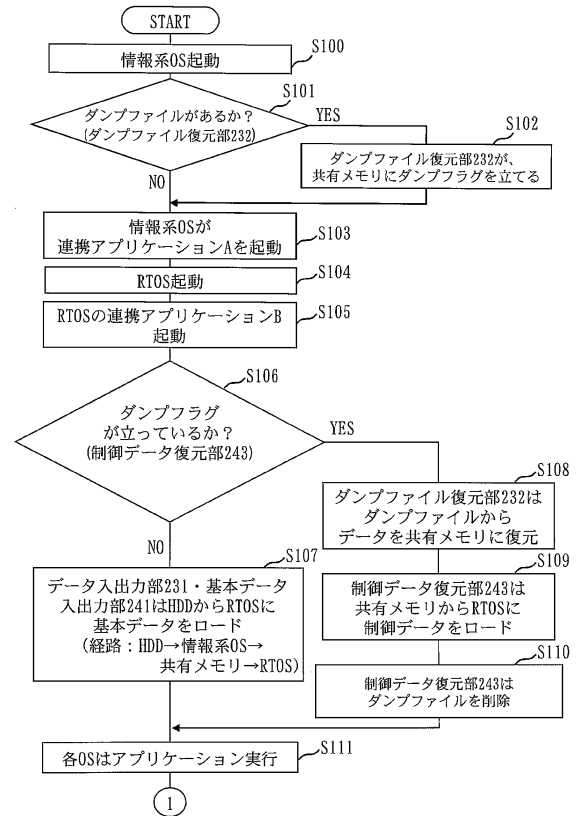 START
S100
情報系OS起動
S101
ダンプファイルがあるか?
(ダンプファイル復元部232)
YES
S102
ダンプファイル復元部232が、
共有メモリにダンプフラグを立てる
NO
情報系OSが
連携アプリケーションAを起動
S103
RTOS起動
S104
RTOSの連携アプリケーションB
起動
S105
S106
ダンプフラグ
が立っているか?
(制御データ復元部243)
YES
S108
ダンプファイル復元部232は
ダンプファイルから
データを共有メモリに復元
NO
S107
データ入出力部231・基本データ
入出力部241はHDDからRTOSに
基本データをロード
(経路:HDD→情報系OS→
共有メモリ→RTOS)
S109
制御データ復元部243は
共有メモリからRTOSに
制御データをロード
S110
制御データ復元部243は
ダンプファイルを削除
各OSはアプリケーション実行
S111
1